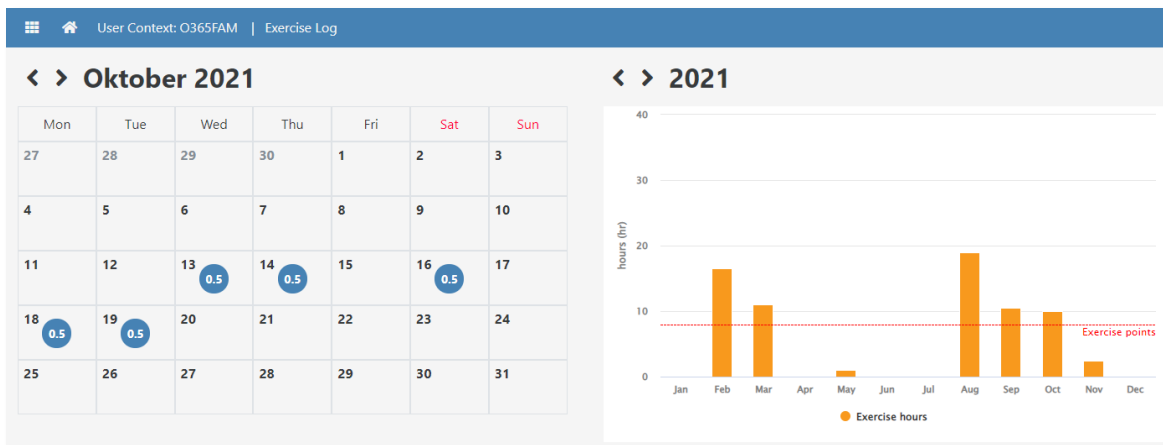 User Context: O365FAM | Exercise Log
Oktober 2021
Mon Tue Wed Thu Fri Sat Sun
27 28 29 30 1 2 3
4 5 6 7 8 9 10
11 12 13 0.5 14 0.5 15 16 0.5 17
18 0.5 19 0.5 20 21 22 23 24
25 26 27 28 29 30 31
2021
hours (hr)
40
30
20
10
0
Exercise points
Jan Feb Mar Apr May Jun Jul Aug Sep Oct Nov Dec
Exercise hours